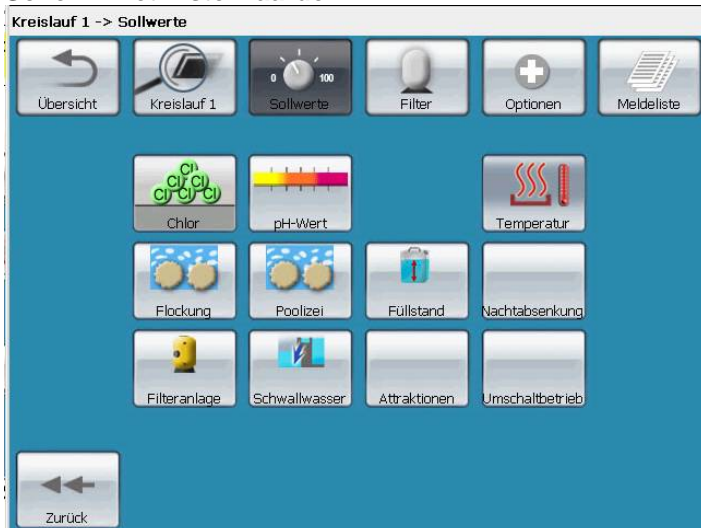 Kreislauf 1 -> Sollwerte
0 100
Übersicht Kreislauf 1 Sollwerte Filter Optionen Meldeliste
Cl Cl Cl Cl Cl Cl
Chlor pH-Wert Temperatur
Flockung Poolizei Füllstand Nachtabsenkung
Filteranlage Schwallwasser Attraktionen Umschaltbetrieb
Zurück